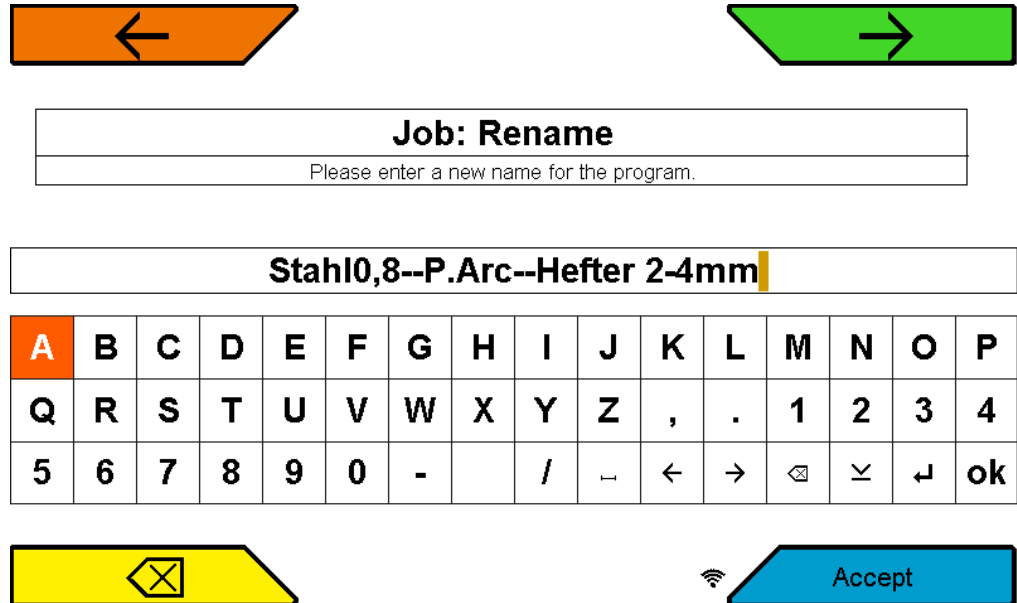 Job: Rename
Please enter a new name for the program.
Stahl0,8--P.Arc--Hefter 2-4mm
A B C D E F G H I J K L M N O P
Q R S T U V W X Y Z , . 1 2 3 4
5 6 7 8 9 0 - / ⎵ ← → ⌫ ↵ ok
Accept